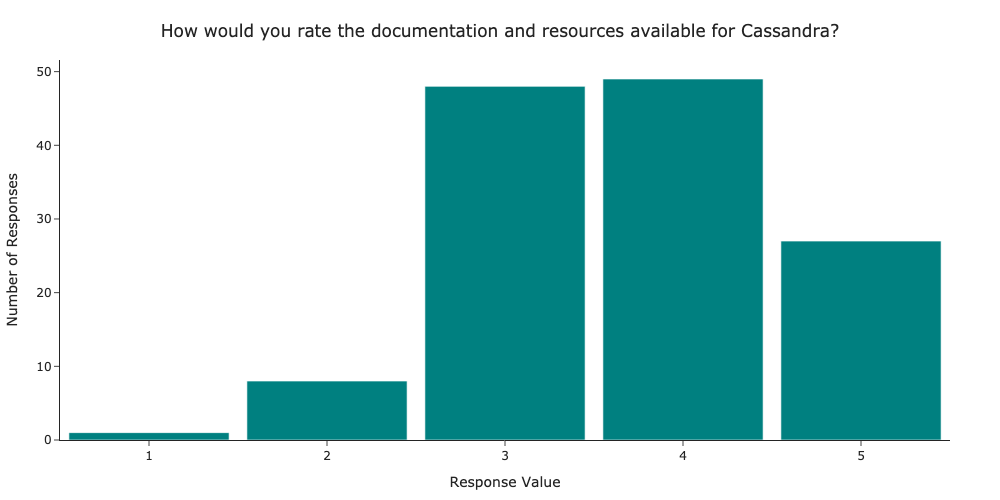 How would you rate the documentation and resources available for Cassandra?
Number of Responses
50
40
30
20
10
0
1 2 3 4 5
Response Value